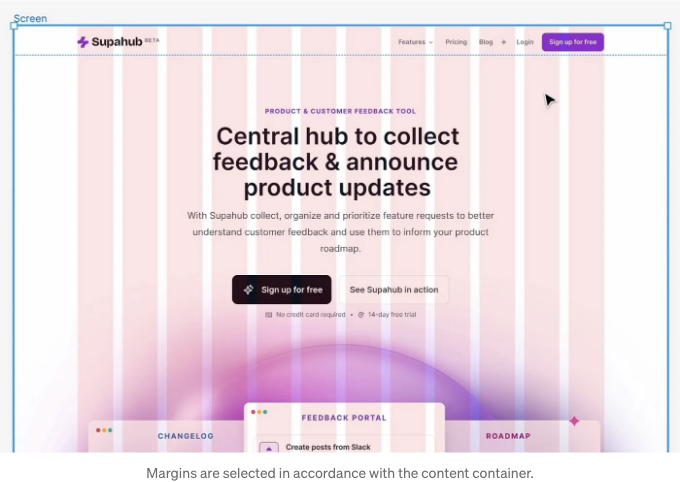 Screen
Supahub BETA
Features Pricing Blog Login Sign up for free
PRODUCT & CUSTOMER FEEDBACK TOOL
Central hub to collect
feedback & announce
product updates
With Supahub collect, organize and prioritize feature requests to better
understand customer feedback and use them to inform your product
roadmap.
Sign up for free See Supahub in action
No credit card required • 14-day free trial
FEEDBACK PORTAL
CHANGELOG ROADMAP
Create posts from Slack
Margins are selected in accordance with the content container.